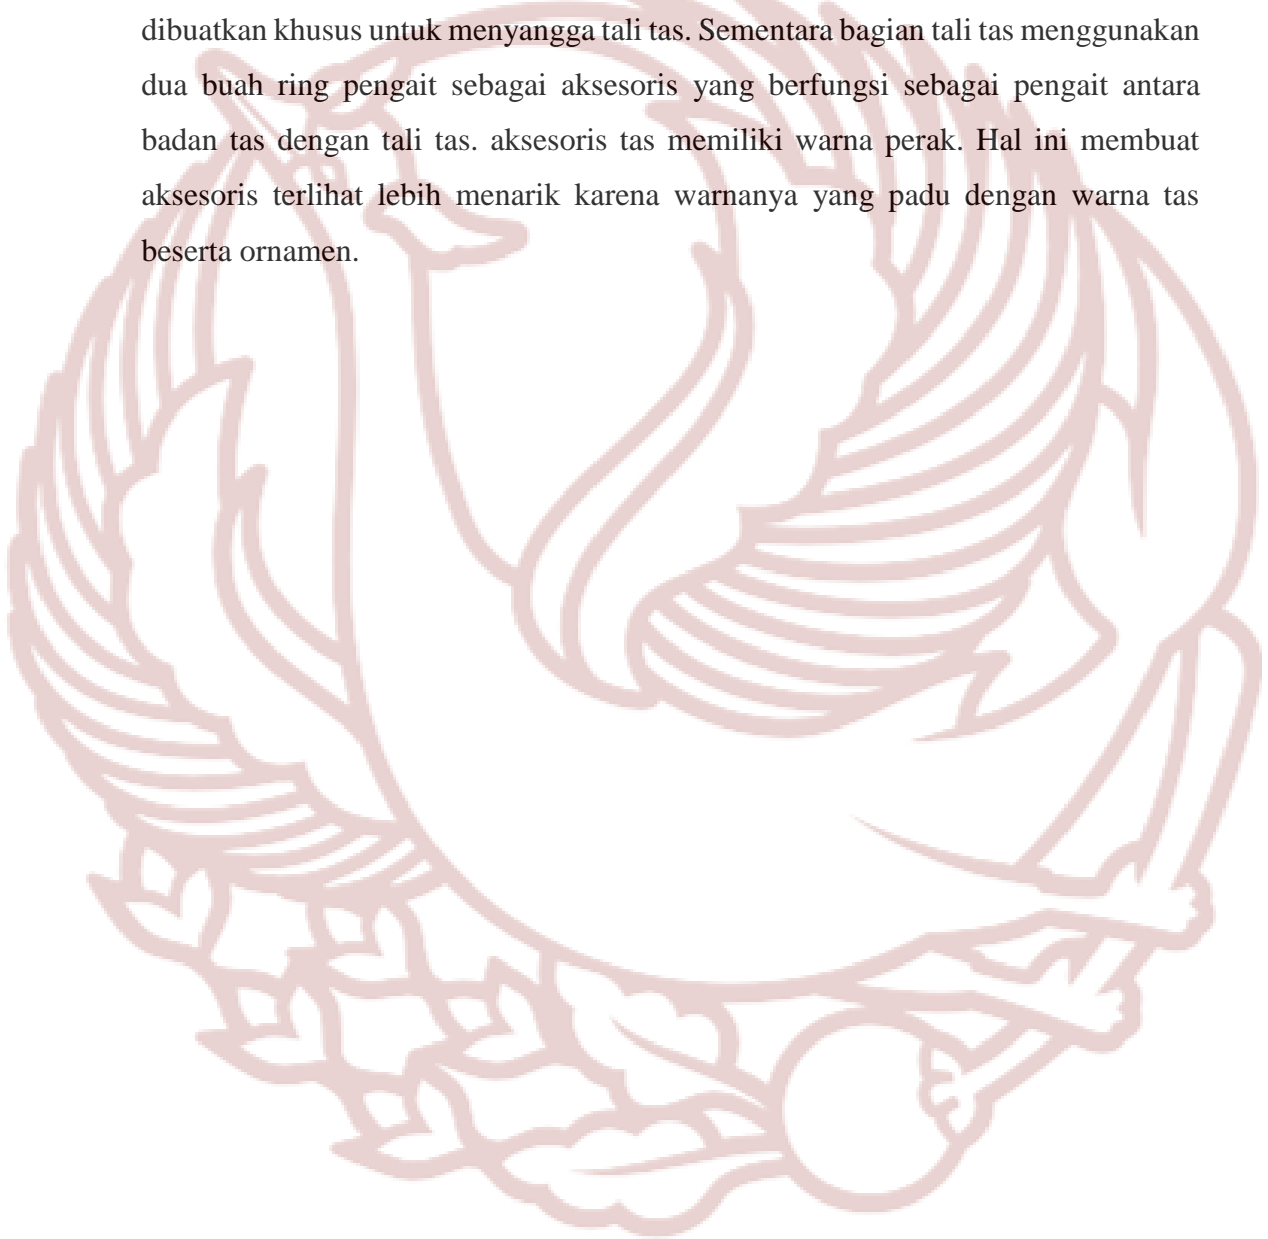 dibuatkan khusus untuk menyangga tali tas. Sementara bagian tali tas menggunakan
dua buah ring pengait sebagai aksesoris yang berfungsi sebagai pengait antara
badan tas dengan tali tas. aksesoris tas memiliki warna perak. Hal ini membuat
aksesoris terlihat lebih menarik karena warnanya yang padu dengan warna tas
beserta ornamen.